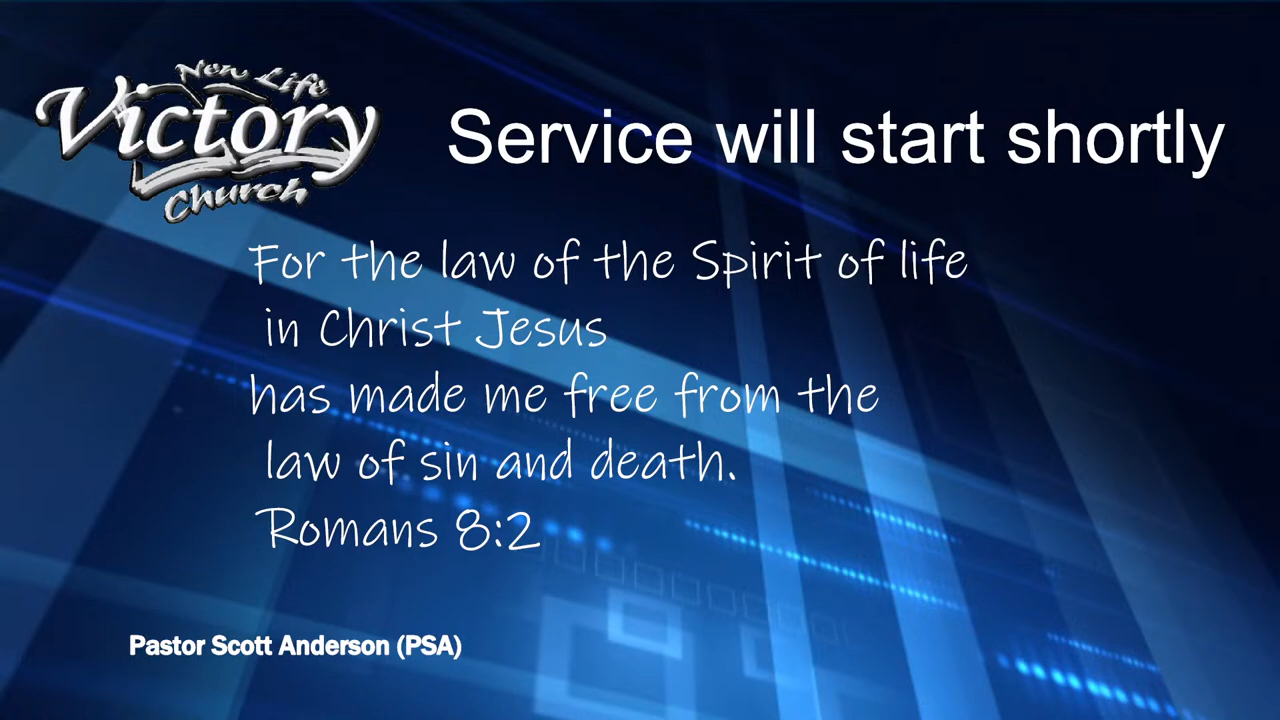 New Life
Victory
Church
Service will start shortly
For the law of the Spirit of life
in Christ Jesus
has made me free from the
law of sin and death.
Romans 8:2
Pastor Scott Anderson (PSA)